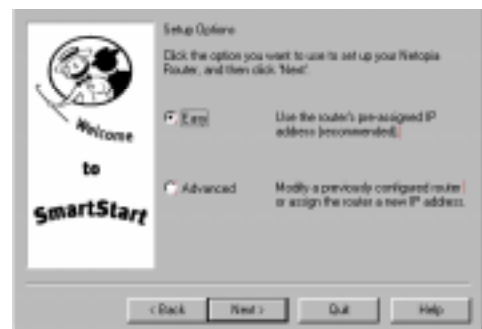 Welcome
to
SmartStart
Setup Options
Click the option you want to use to set up your Netopia
Router, and then click 'Next'.
Easy
Use the router's pre-assigned IP
address (recommended).
Advanced
Modify a previously configured router
or assign the router a new IP address.
< Back
Next >
Quit
Help